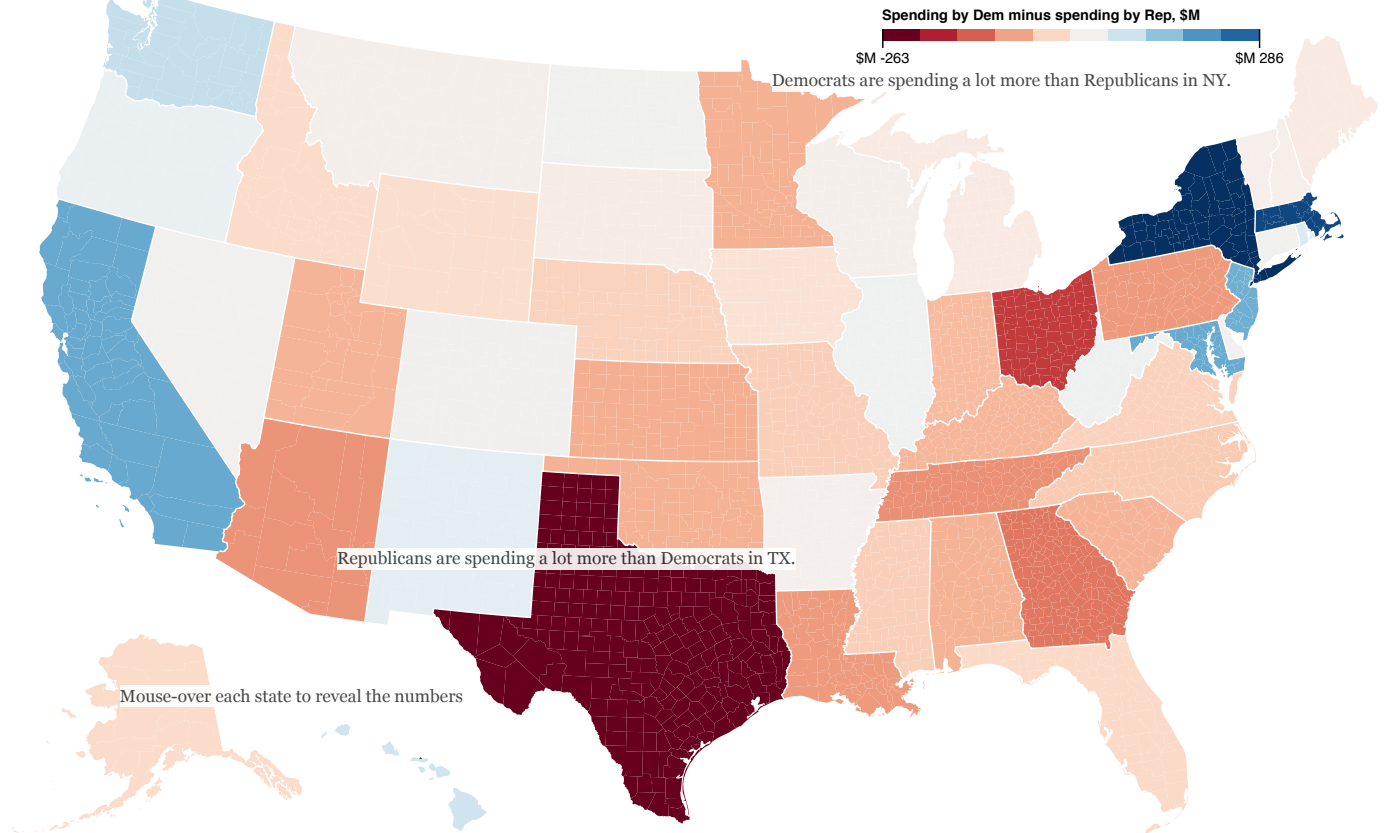 Spending by Dem minus spending by Rep, $M
$M -263
$M 286
Democrats are spending a lot more than Republicans in NY.
Republicans are spending a lot more than Democrats in TX.
Mouse-over each state to reveal the numbers